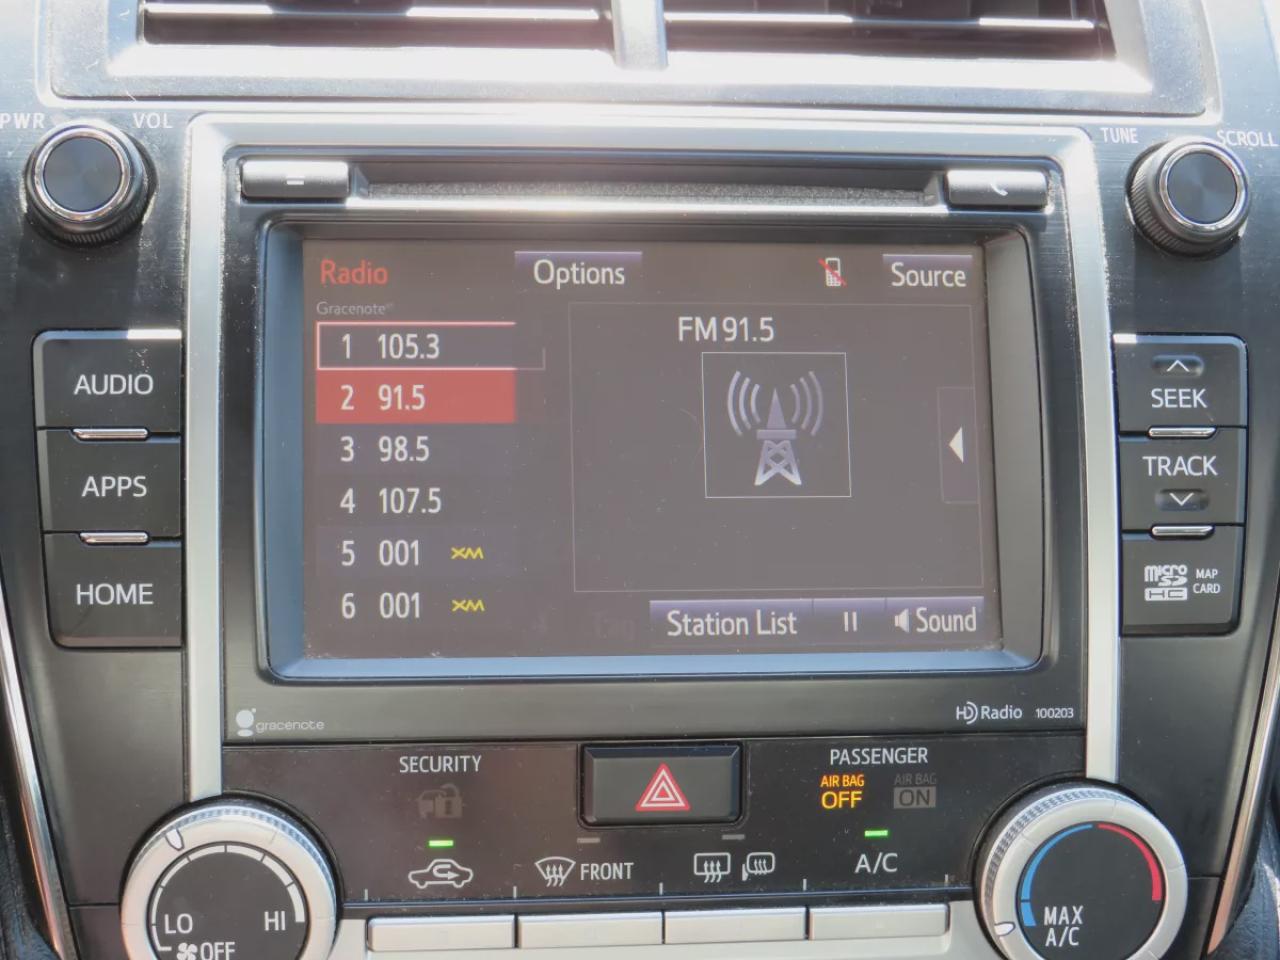 PWR VOL
TUNE SCROLL
Radio Options Source
Gracenote
1 105.3
2 91.5
3 98.5
4 107.5
5 001 XM
6 001 XM
FM 91.5
Station List Sound
AUDIO
APPS
HOME
SEEK
TRACK
micro SD HC MAP CARD
gracenote
HD Radio 100203
SECURITY
PASSENGER
AIR BAG OFF
AIR BAG ON
FRONT
A/C
LO HI
OFF
MAX
A/C